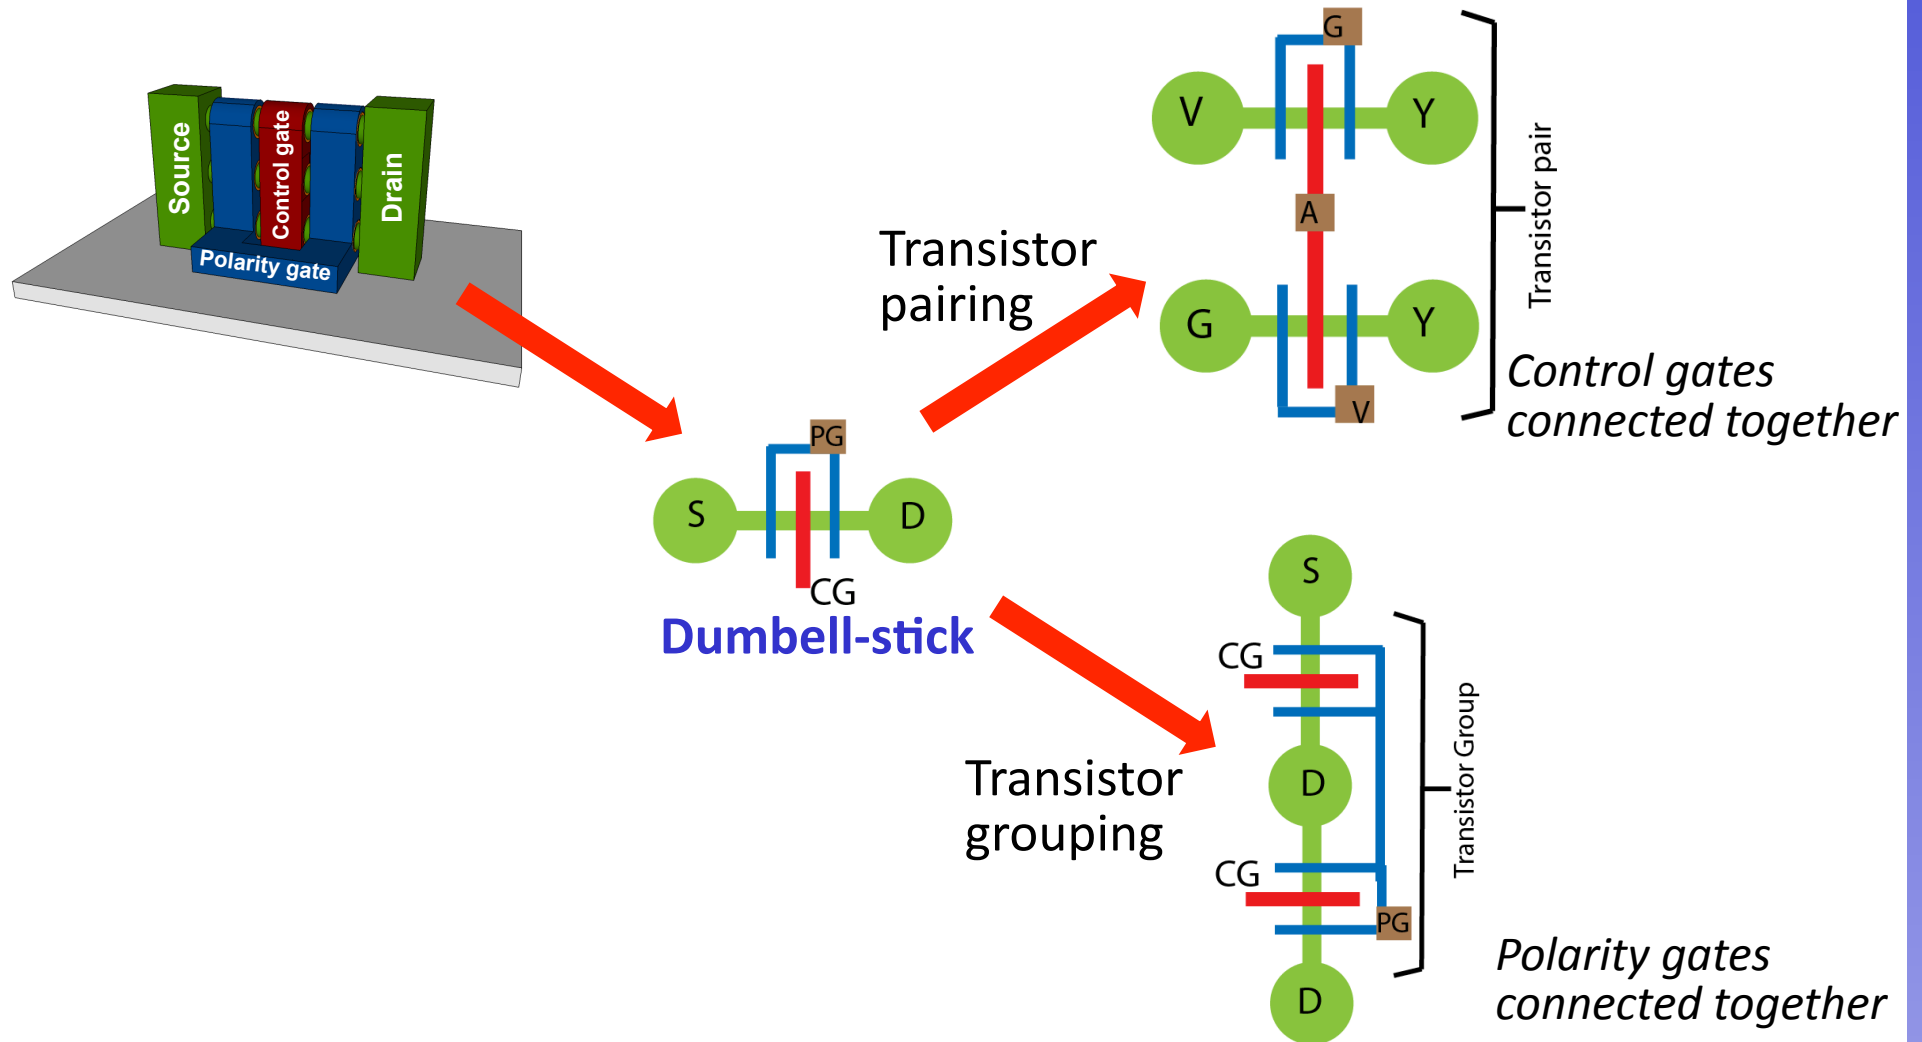 Source
Control gate
Drain
Polarity gate
Transistor
pairing
G
V
Y
A
G
Y
V
Transistor pair
Control gates
connected together
PG
S
D
CG
Dumbell-stick
Transistor
grouping
S
CG
D
CG
PG
D
Transistor Group
Polarity gates
connected together